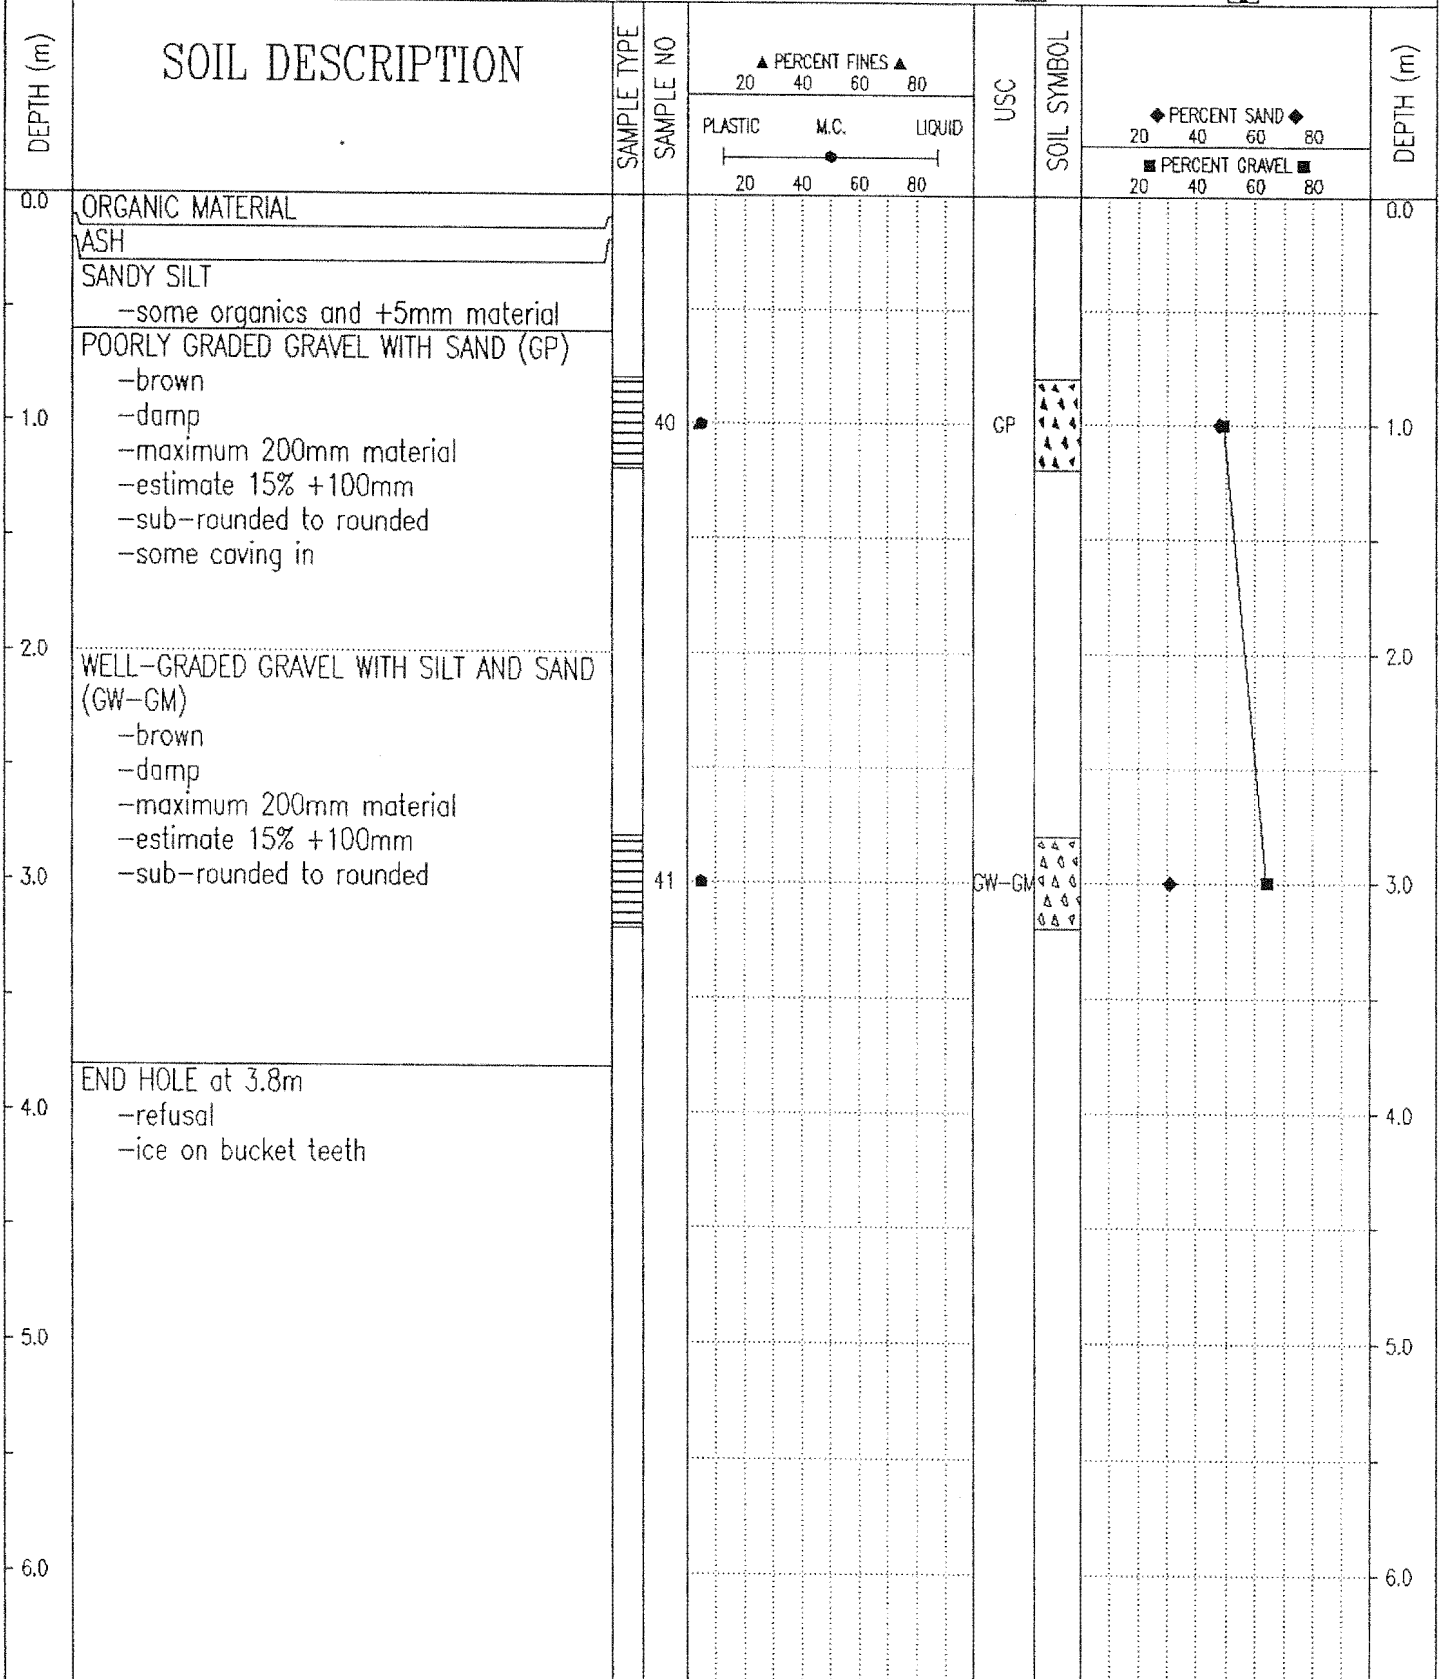 DEPTH (m)
SOIL DESCRIPTION
SAMPLE TYPE
SAMPLE NO
▲ PERCENT FINES ▲
20 40 60 80
PLASTIC M.C. LIQUID
20 40 60 80
USC
SOIL SYMBOL
◆ PERCENT SAND ◆
20 40 60 80
■ PERCENT GRAVEL ■
20 40 60 80
DEPTH (m)
0.0
ORGANIC MATERIAL
0.0
ASH
SANDY SILT
-some organics and +5mm material
POORLY GRADED GRAVEL WITH SAND (GP)
-brown
1.0
-damp
40
GP
1.0
-maximum 200mm material
-estimate 15% +100mm
-sub-rounded to rounded
-some caving in
2.0
2.0
WELL-GRADED GRAVEL WITH SILT AND SAND
(GW-GM)
-brown
-damp
-maximum 200mm material
-estimate 15% +100mm
3.0
-sub-rounded to rounded
41
GW-GM
3.0
END HOLE at 3.8m
4.0
-refusal
4.0
-ice on bucket teeth
5.0
5.0
6.0
6.0